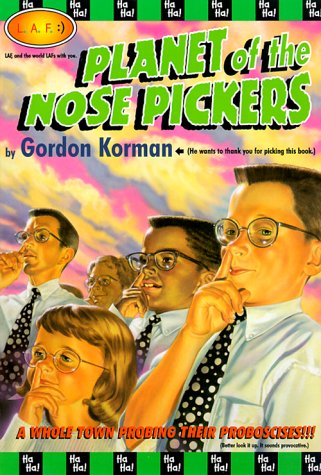 Ha Ha! Ha Ha! Ha Ha! Ha Ha! Ha Ha!
L. A. F. :)
LAF, and the world LAFs with you.
PLANET of the
NOSE PICKERS
by Gordon Korman
(He wants to thank you for picking this book.)
A WHOLE TOWN PROBING THEIR PROBOSCISES!!!
(Better look it up. It sounds provocative.)
Ha Ha! Ha Ha! Ha Ha! Ha Ha! Ha Ha!